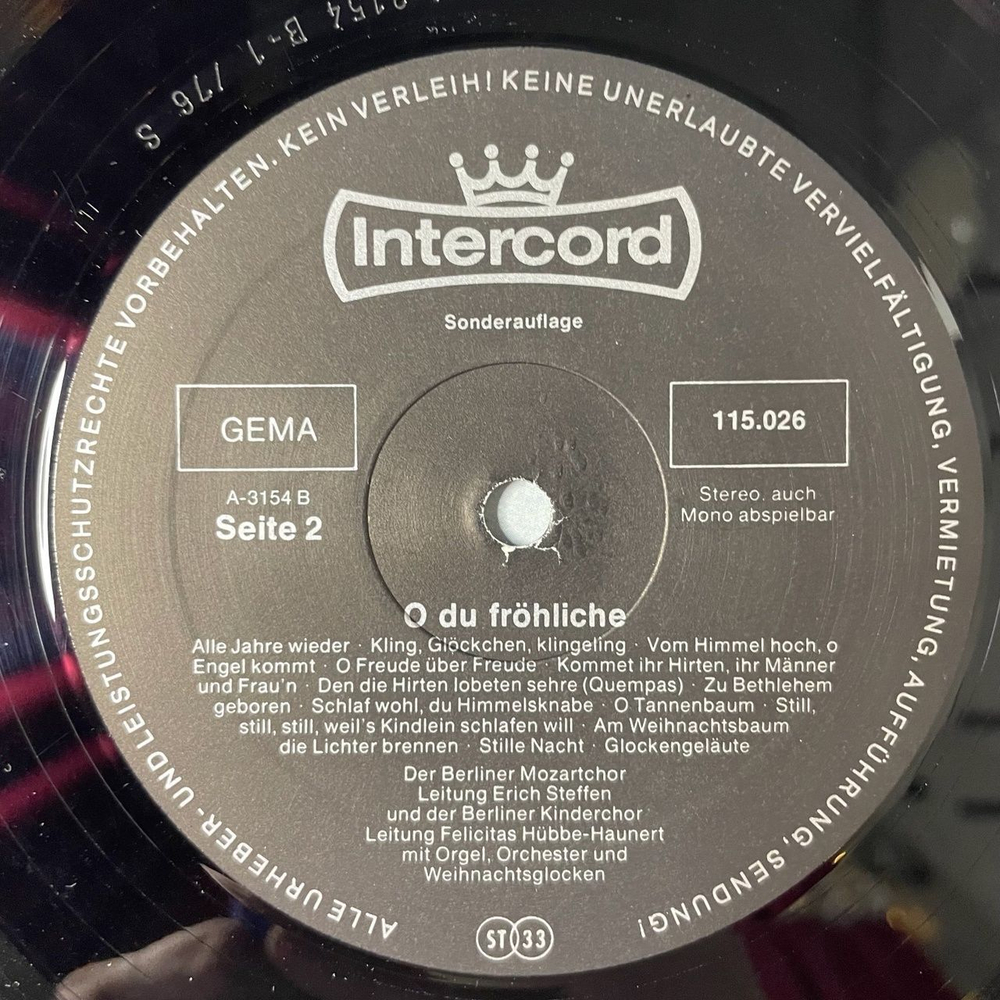 3154 B-1 /76 S
ALLE URHEBER- UND LEISTUNGSSCHUTZRECHTE VORBEHALTEN. KEIN VERLEIH! KEINE UNERLAUBTE VERVIELFÄLTIGUNG, VERMIETUNG, AUFFÜHRUNG, SENDUNG!
Intercord
Sonderauflage
GEMA
115.026
A-3154 B
Seite 2
Stereo. auch
Mono abspielbar
O du fröhliche
Alle Jahre wieder · Kling, Glöckchen, klingeling · Vom Himmel hoch, o
Engel kommt · O Freude über Freude · Kommet ihr Hirten, ihr Männer
und Frau'n · Den die Hirten lobeten sehre (Quempas) · Zu Bethlehem
geboren · Schlaf wohl, du Himmelsknabe · O Tannenbaum · Still,
still, still, weil's Kindlein schlafen will · Am Weihnachtsbaum
die Lichter brennen · Stille Nacht · Glockengeläute
Der Berliner Mozartchor
Leitung Erich Steffen
und der Berliner Kinderchor
Leitung Felicitas Hübbe-Haunert
mit Orgel, Orchester und
Weihnachtsglocken
ST 33